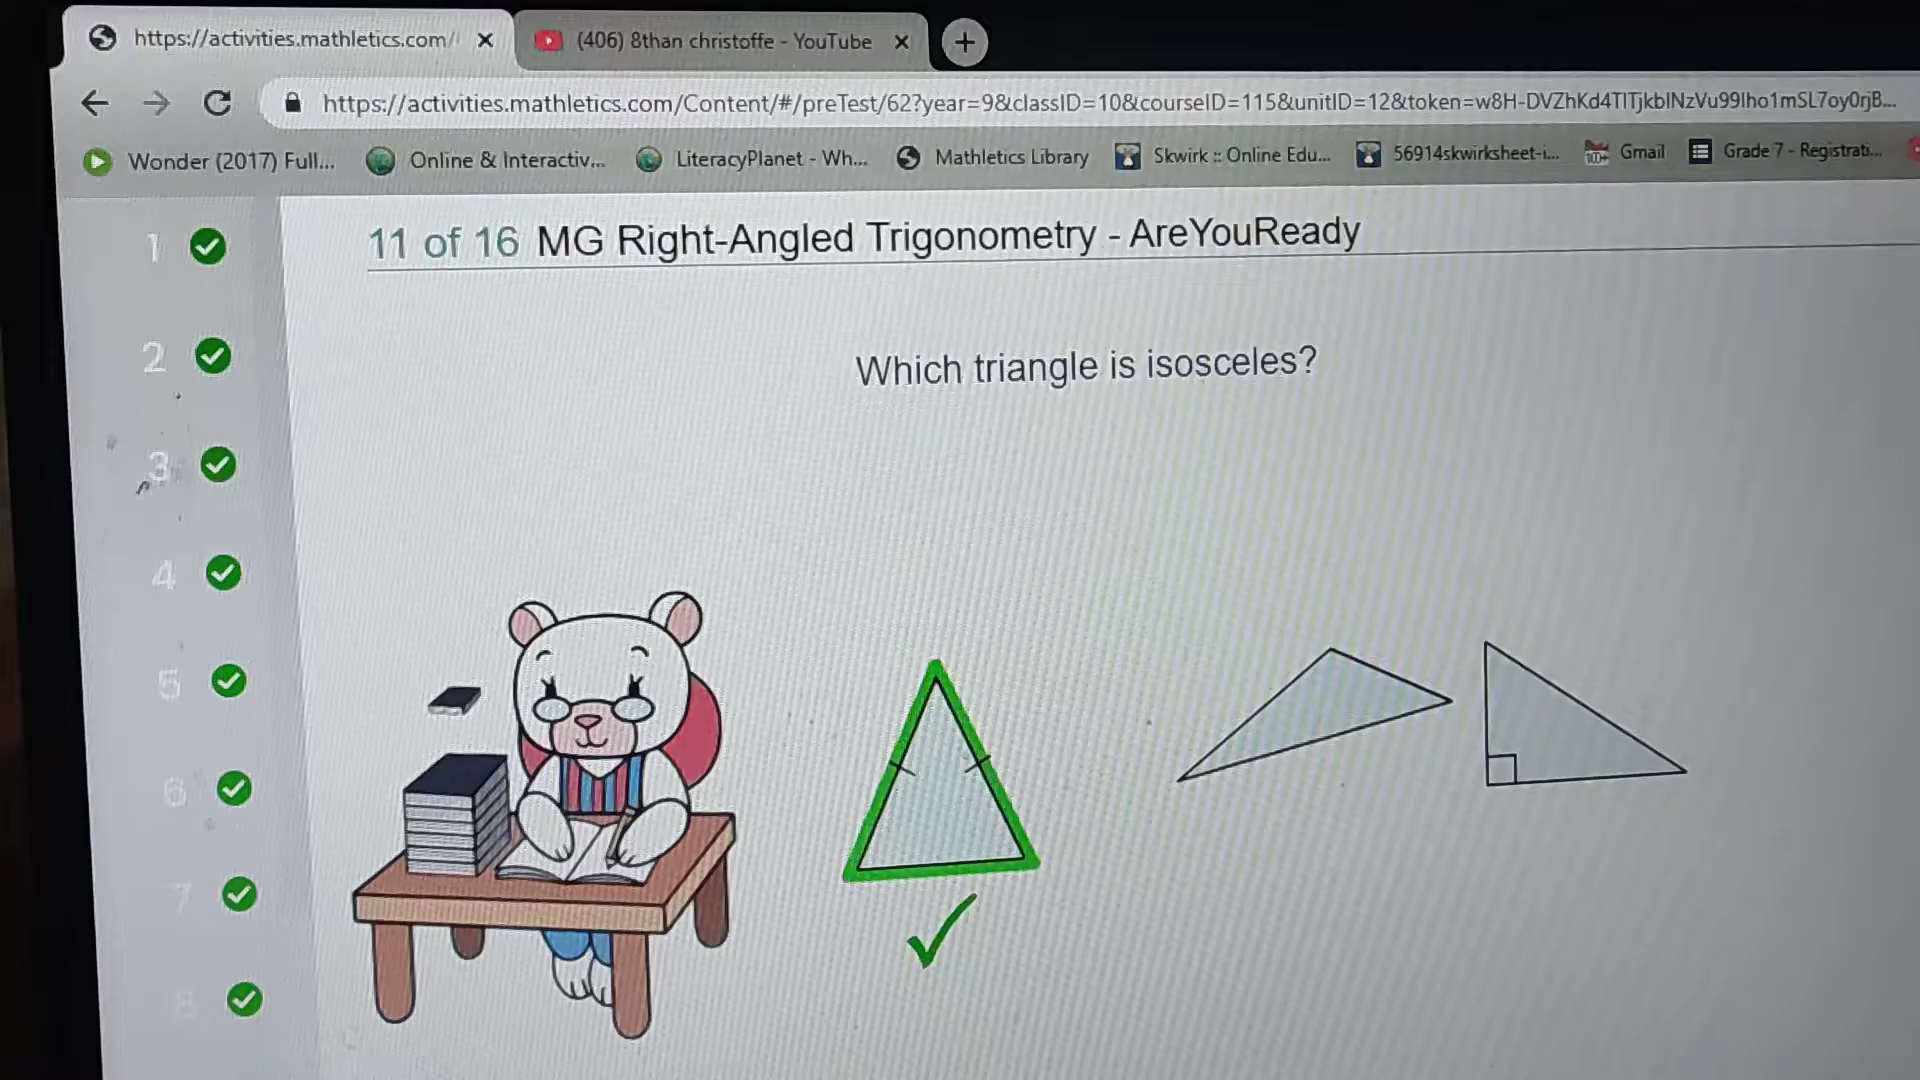 https://activities.mathletics.com/
(406) 8than christoffe - YouTube
https://activities.mathletics.com/Content/#/preTest/62?year=9&classID=10&courseID=115&unitID=12&token=w8H-DVZhKd4TlTjkblNzVu99lho1mSL7oy0rjB...
Wonder (2017) Full... Online & Interactiv... LiteracyPlanet - Wh... Mathletics Library Skwirk :: Online Edu... 56914skwirksheet-i... Gmail Grade 7 - Registrati...
11 of 16 MG Right-Angled Trigonometry - AreYouReady
Which triangle is isosceles?
1
2
3
4
5
6
7
8